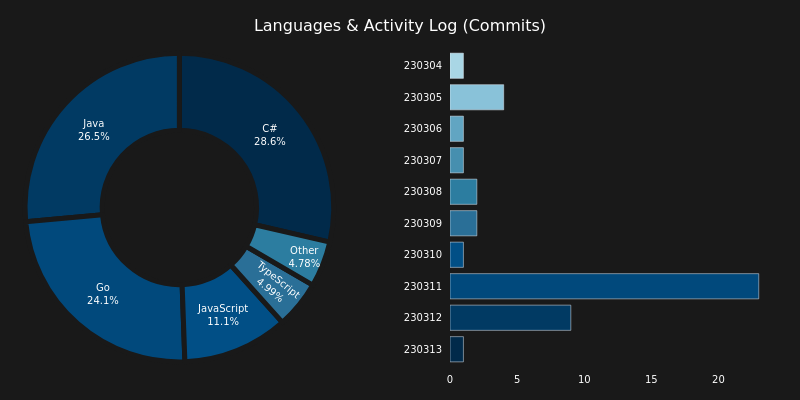 Languages & Activity Log (Commits)
C#
28.6%
Java
26.5%
Go
24.1%
JavaScript
11.1%
TypeScript
4.99%
Other
4.78%
230304
230305
230306
230307
230308
230309
230310
230311
230312
230313
0 5 10 15 20